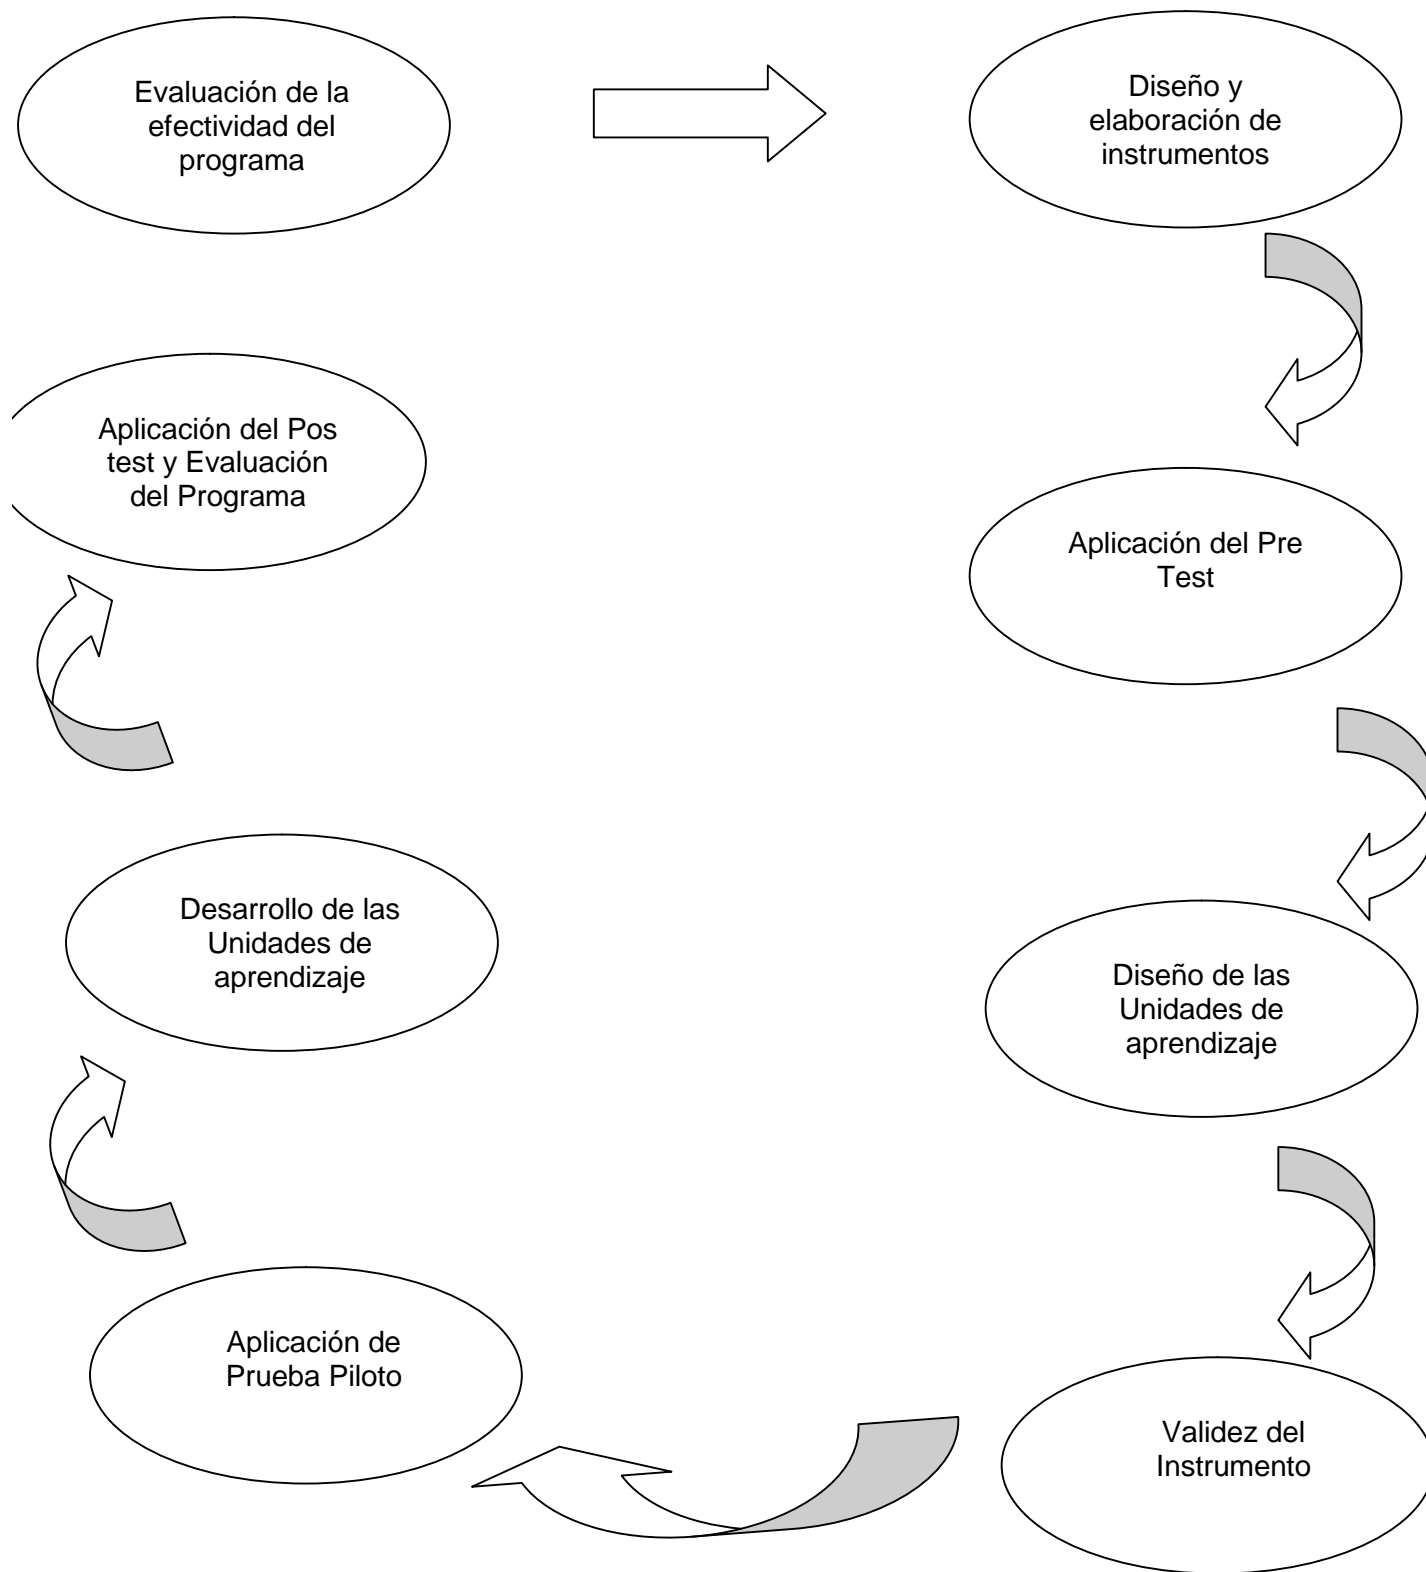 Evaluación de la
efectividad del
programa
Diseño y
elaboración de
instrumentos
Aplicación del Pre
Test
Diseño de las
Unidades de
aprendizaje
Validez del
Instrumento
Aplicación de
Prueba Piloto
Desarrollo de las
Unidades de
aprendizaje
Aplicación del Pos
test y Evaluación
del Programa